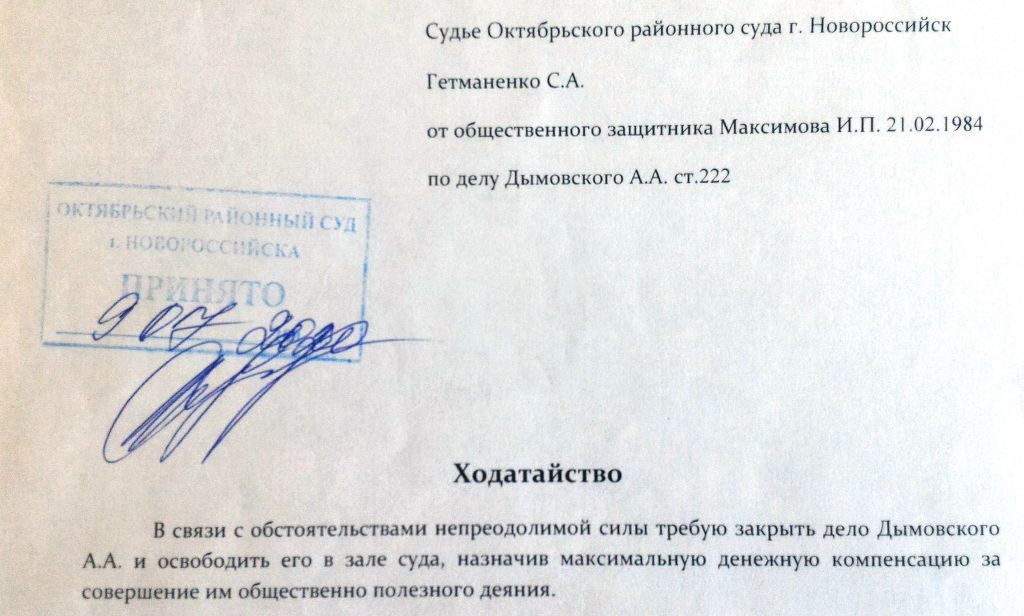 Судье Октябрьского районного суда г. Новороссийск
Гетманенко С.А.
от общественного защитника Максимова И.П. 21.02.1984
по делу Дымовского А.А. ст.222
ОКТЯБРЬСКИЙ РАЙОННЫЙ СУД
г. НОВОРОССИЙСКА
ПРИНЯТО
9 07 2020
Ходатайство
В связи с обстоятельствами непреодолимой силы требую закрыть дело Дымовского
А.А. и освободить его в зале суда, назначив максимальную денежную компенсацию за
совершение им общественно полезного деяния.